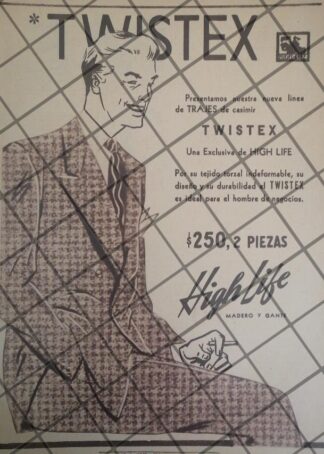 *TWISTEX
Presentamos nuestra nueva linea
de TRAJES de casimir
TWISTEX
Una Exclusiva de HIGH LIFE
Por su tejido torzal indeformable, su
diseño y su durabilidad el TWISTEX
es ideal para el hombre de negocios.
$250, 2 PIEZAS
High Life
MADERO Y GANTE